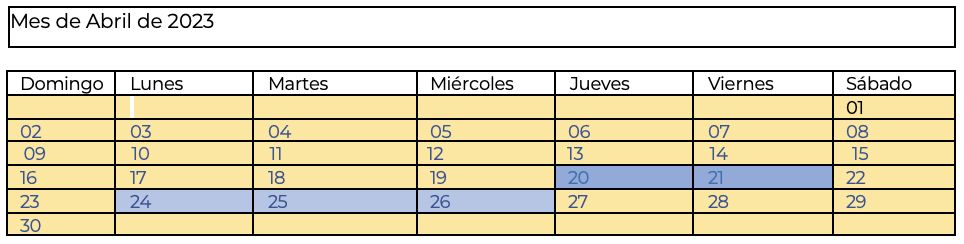 Mes de Abril de 2023
Domingo Lunes Martes Miércoles Jueves Viernes Sábado
01
02 03 04 05 06 07 08
09 10 11 12 13 14 15
16 17 18 19 20 21 22
23 24 25 26 27 28 29
30